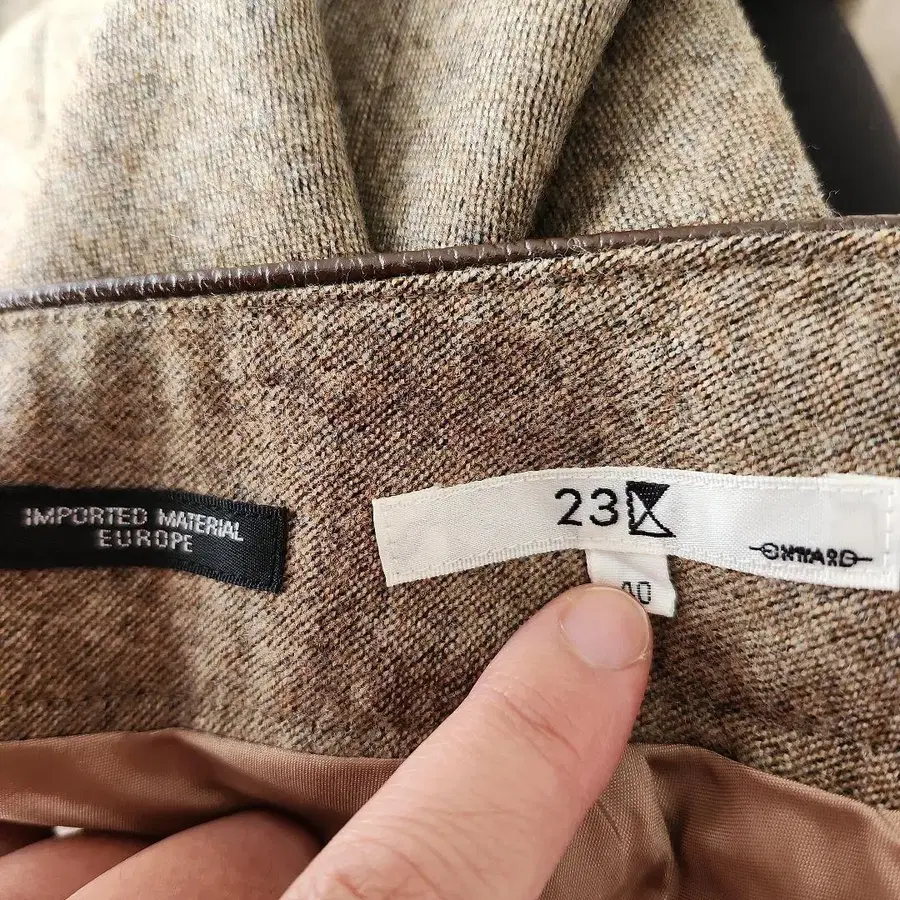 IMPORTED MATERIAL
EUROPE
23区
ONWARD
40